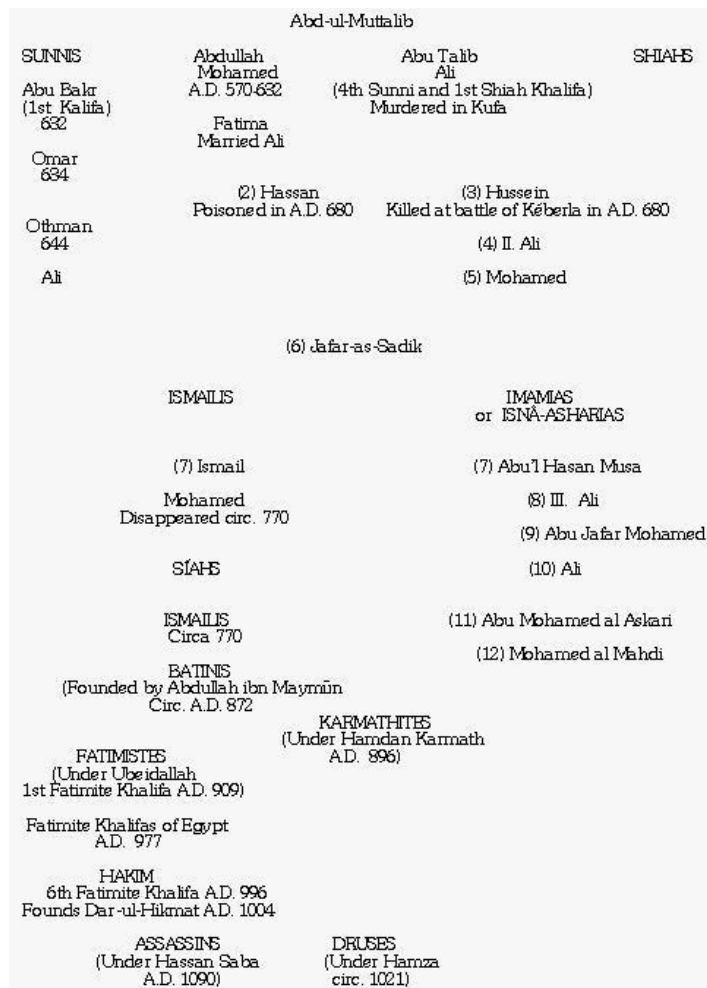 Abd-ul-Muttalib
SUNNIS Abdullah Abu Talib SHIAHS
Mohamed Ali
Abu Bakr A.D. 570-632 (4th Sunni and 1st Shiah Khalifa)
(1st Kalifa) Murdered in Kufa
632 Fatima
Married Ali
Omar
634
(2) Hassan (3) Hussein
Poisoned in A.D. 680 Killed at battle of Kéberla in A.D. 680
Othman
644 (4) II. Ali
Ali (5) Mohamed
(6) Jafar-as-Sadik
ISMAILIS IMAMIAS
or ISNÂ-ASHARIAS
(7) Ismail (7) Abu'l Hasan Musa
Mohamed (8) III. Ali
Disappeared circ. 770
(9) Abu Jafar Mohamed
SÍAHS (10) Ali
ISMAILIS (11) Abu Mohamed al Askari
Circa 770
(12) Mohamed al Mahdi
BATINIS
(Founded by Abdullah ibn Maymūn
Circ. A.D. 872
KARMATHITES
(Under Hamdan Karmath
FATIMISTES A.D. 896)
(Under Ubeidallah
1st Fatimite Khalifa A.D. 909)
Fatimite Khalifas of Egypt
A.D. 977
HAKIM
6th Fatimite Khalifa A.D. 996
Founds Dar-ul-Hikmat A.D. 1004
ASSASSINS DRUSES
(Under Hassan Saba (Under Hamza
A.D. 1090) circ. 1021)